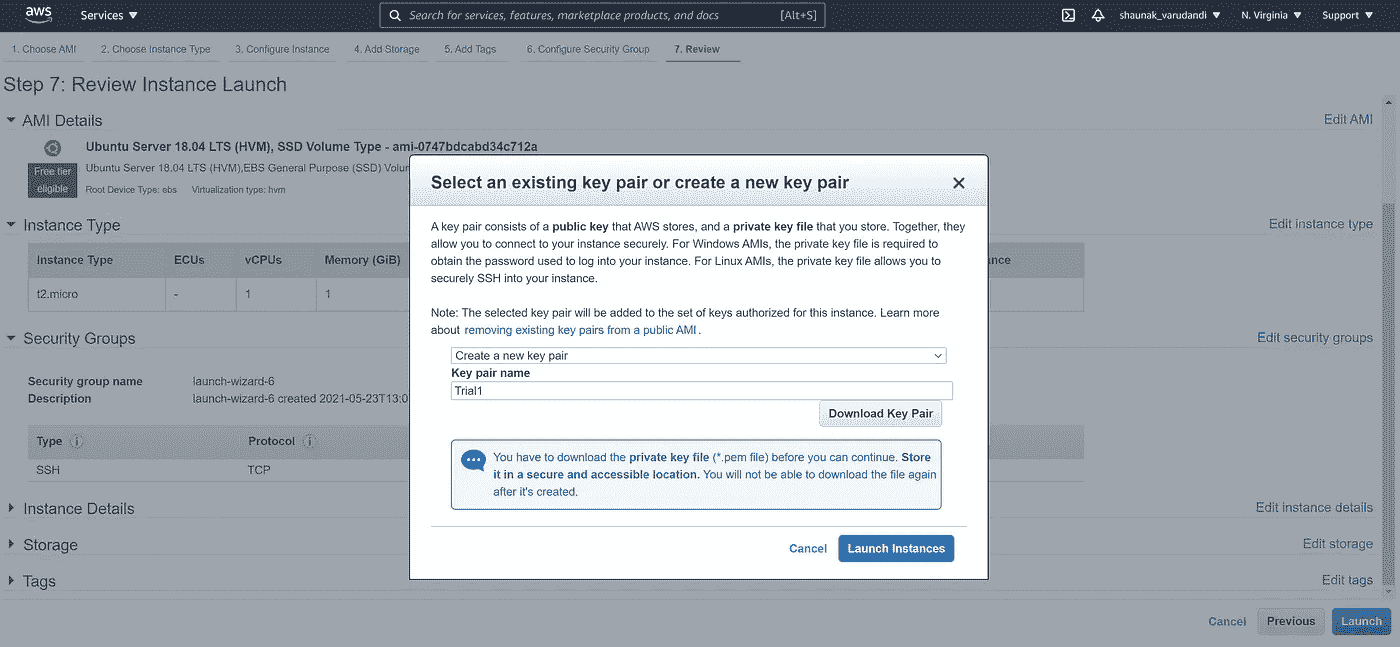 aws
Services
Search for services, features, marketplace products, and docs [Alt+S]
shaunak_varudandi
N. Virginia
Support
1. Choose AMI
2. Choose Instance Type
3. Configure Instance
4. Add Storage
5. Add Tags
6. Configure Security Group
7. Review
Step 7: Review Instance Launch
AMI Details
Edit AMI
Free tier
eligible
Ubuntu Server 18.04 LTS (HVM), SSD Volume Type - ami-0747bdcabd34c712a
Ubuntu Server 18.04 LTS (HVM),EBS General Purpose (SSD)
Root Device Type: ebs Virtualization type: hvm
Instance Type
Edit instance type
Instance Type
ECUs
vCPUs
Memory (GiB)
t2.micro
-
1
1
Security Groups
Edit security groups
Security group name
launch-wizard-6
Description
launch-wizard-6 created 2021-05-23T13:0
Type
Protocol
SSH
TCP
Instance Details
Edit instance details
Storage
Edit storage
Tags
Edit tags
Cancel
Previous
Launch
Select an existing key pair or create a new key pair
A key pair consists of a public key that AWS stores, and a private key file that you store. Together, they
allow you to connect to your instance securely. For Windows AMIs, the private key file is required to
obtain the password used to log into your instance. For Linux AMIs, the private key file allows you to
securely SSH into your instance.
Note: The selected key pair will be added to the set of keys authorized for this instance. Learn more
about removing existing key pairs from a public AMI .
Create a new key pair
Key pair name
Trial1
Download Key Pair
You have to download the private key file (*.pem file) before you can continue. Store
it in a secure and accessible location. You will not be able to download the file again
after it's created.
Cancel
Launch Instances